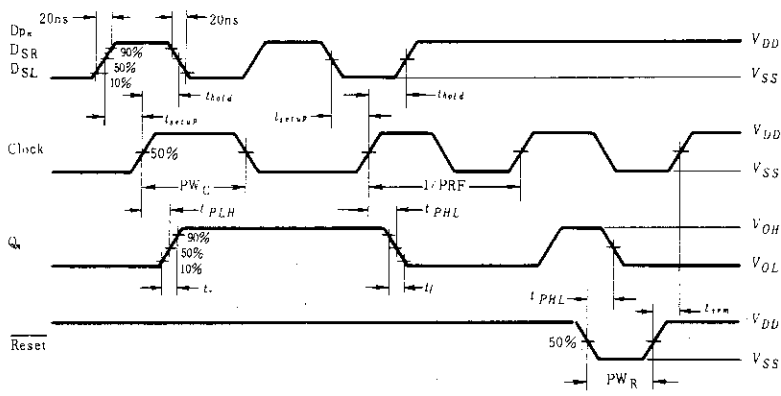 20ns
20ns
DPn
DSR
DSL
90%
50%
10%
VDD
VSS
thold
thold
tsetup
tsetup
Clock
50%
VDD
VSS
PWC
1/PRF
tPLH
tPHL
Qn
90%
50%
10%
VOH
VOL
tr
tf
tPHL
trem
Reset
50%
VDD
VSS
PWR